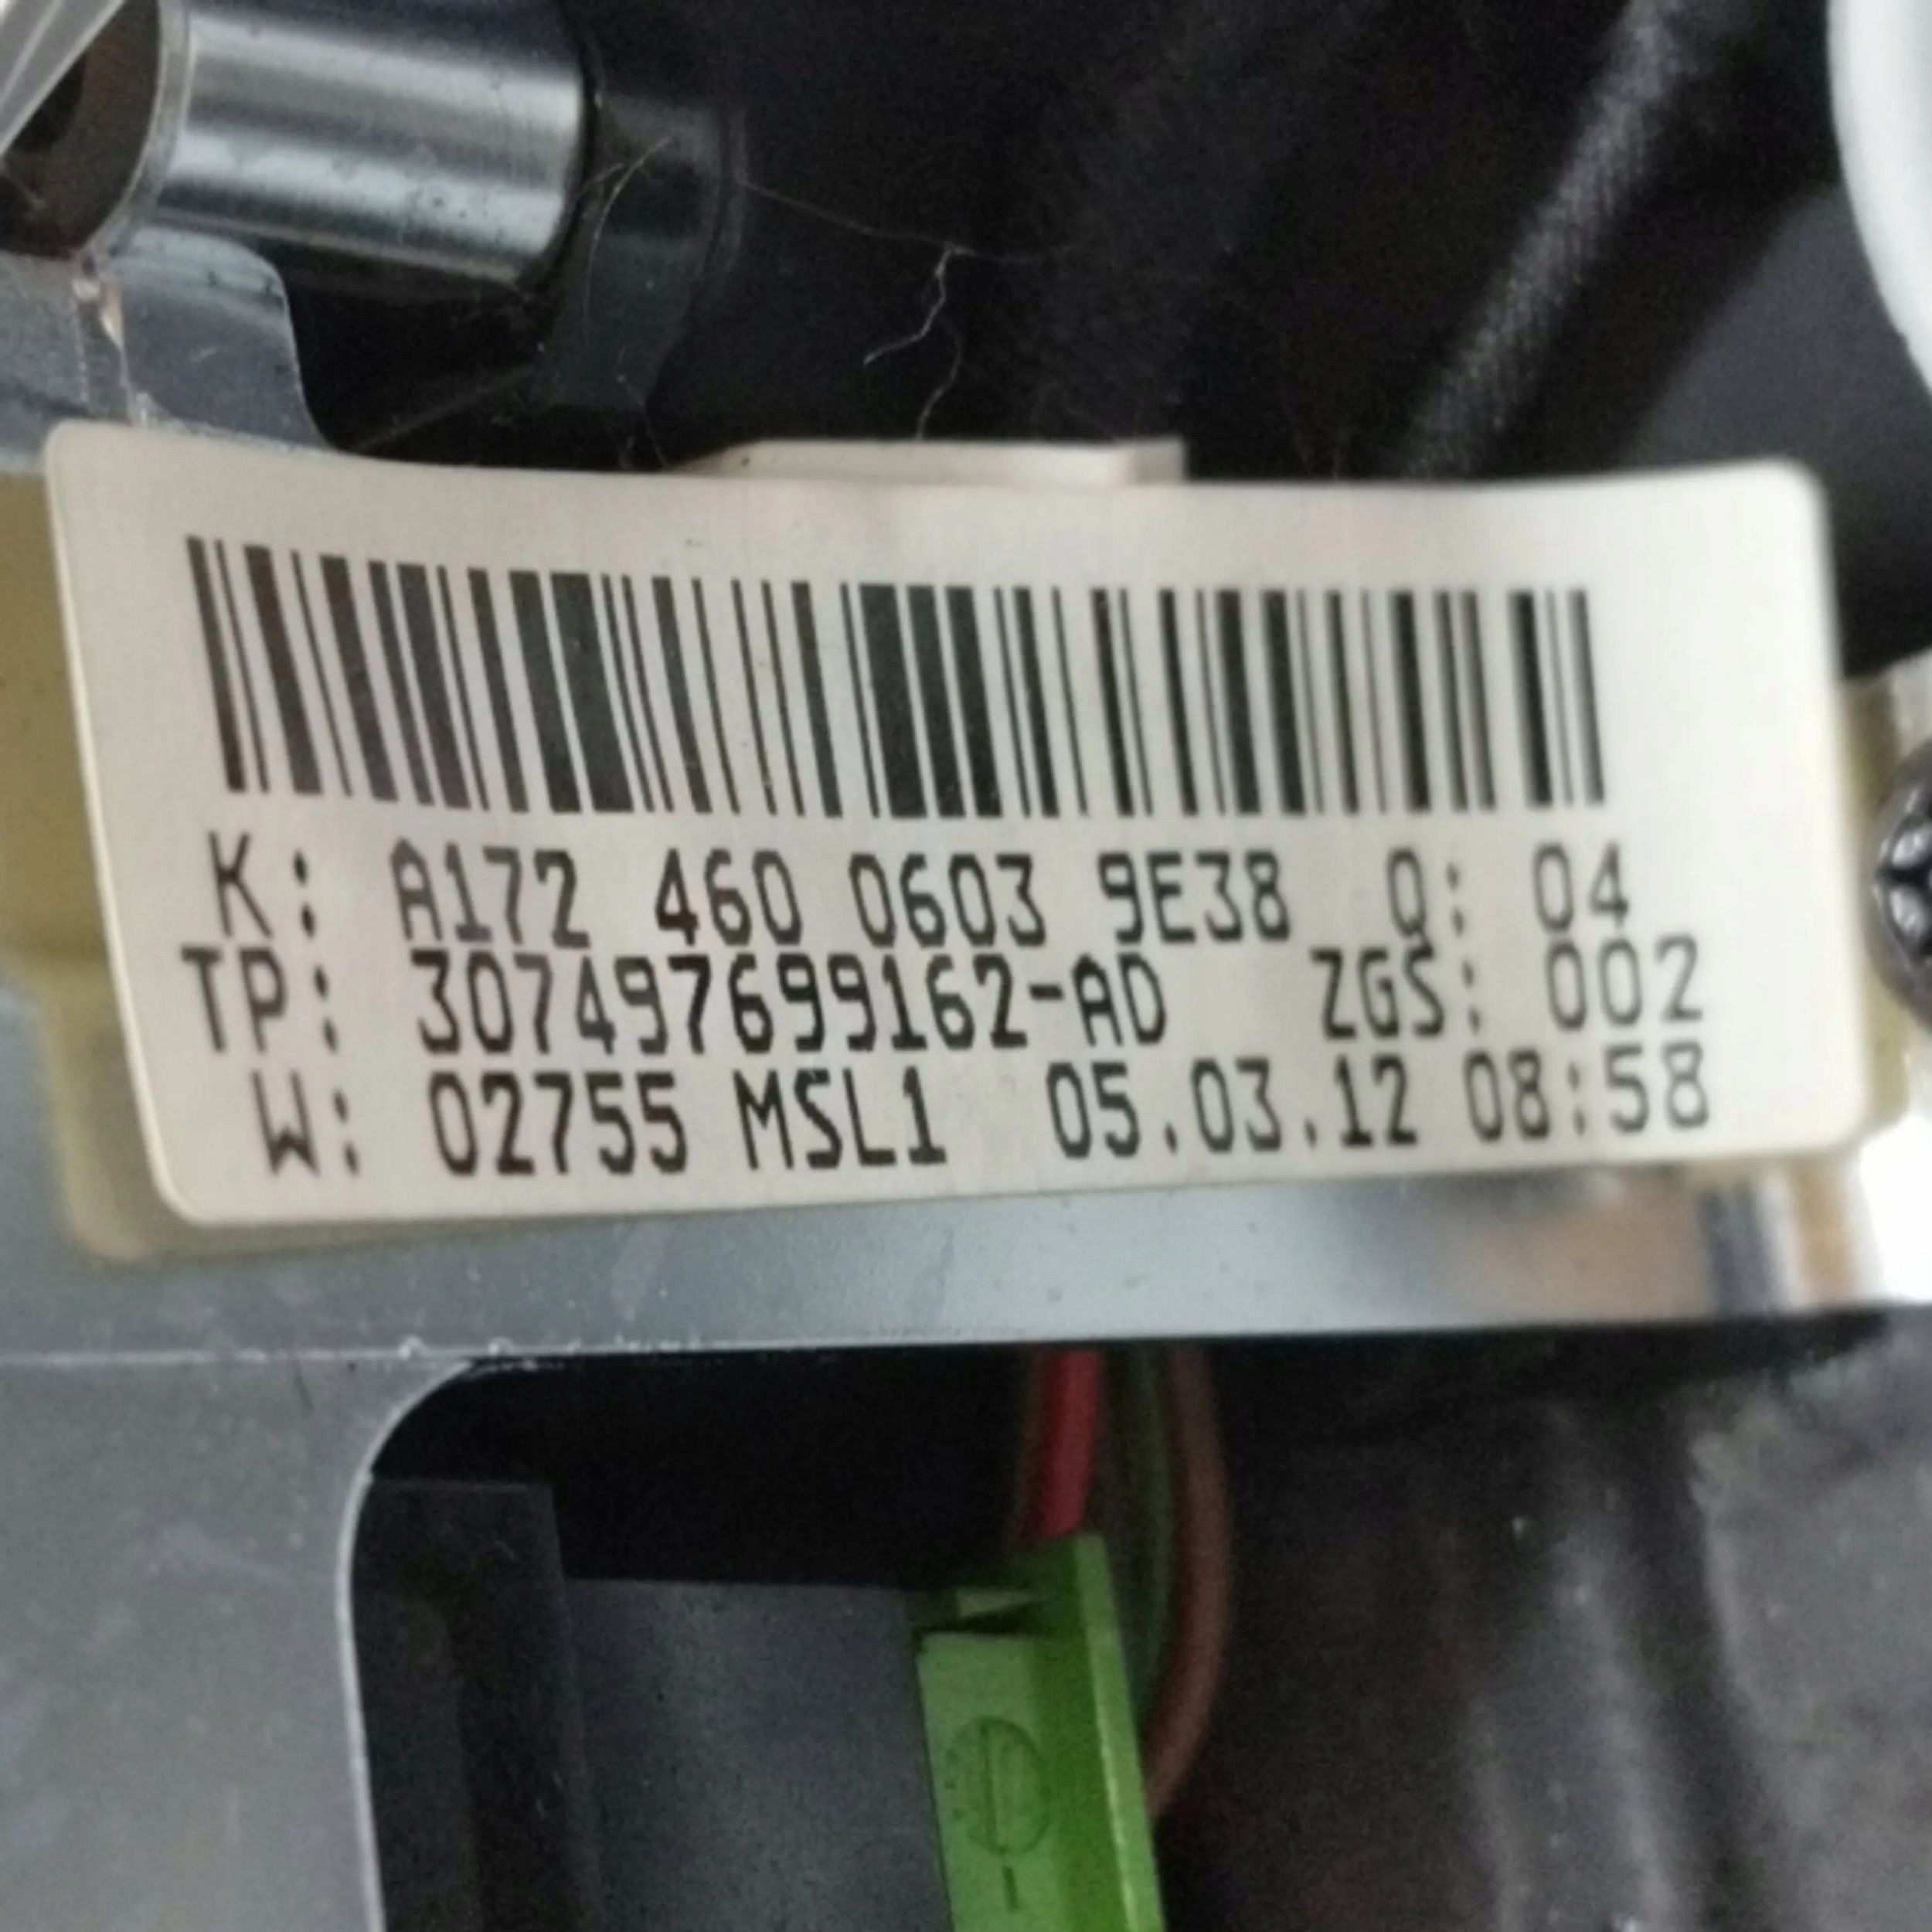 K: A172 460 0603 9E38 Q: 04
TP: 307497699162-AD ZGS: 002
W: 02755 MSL1 05.03.12 08:58